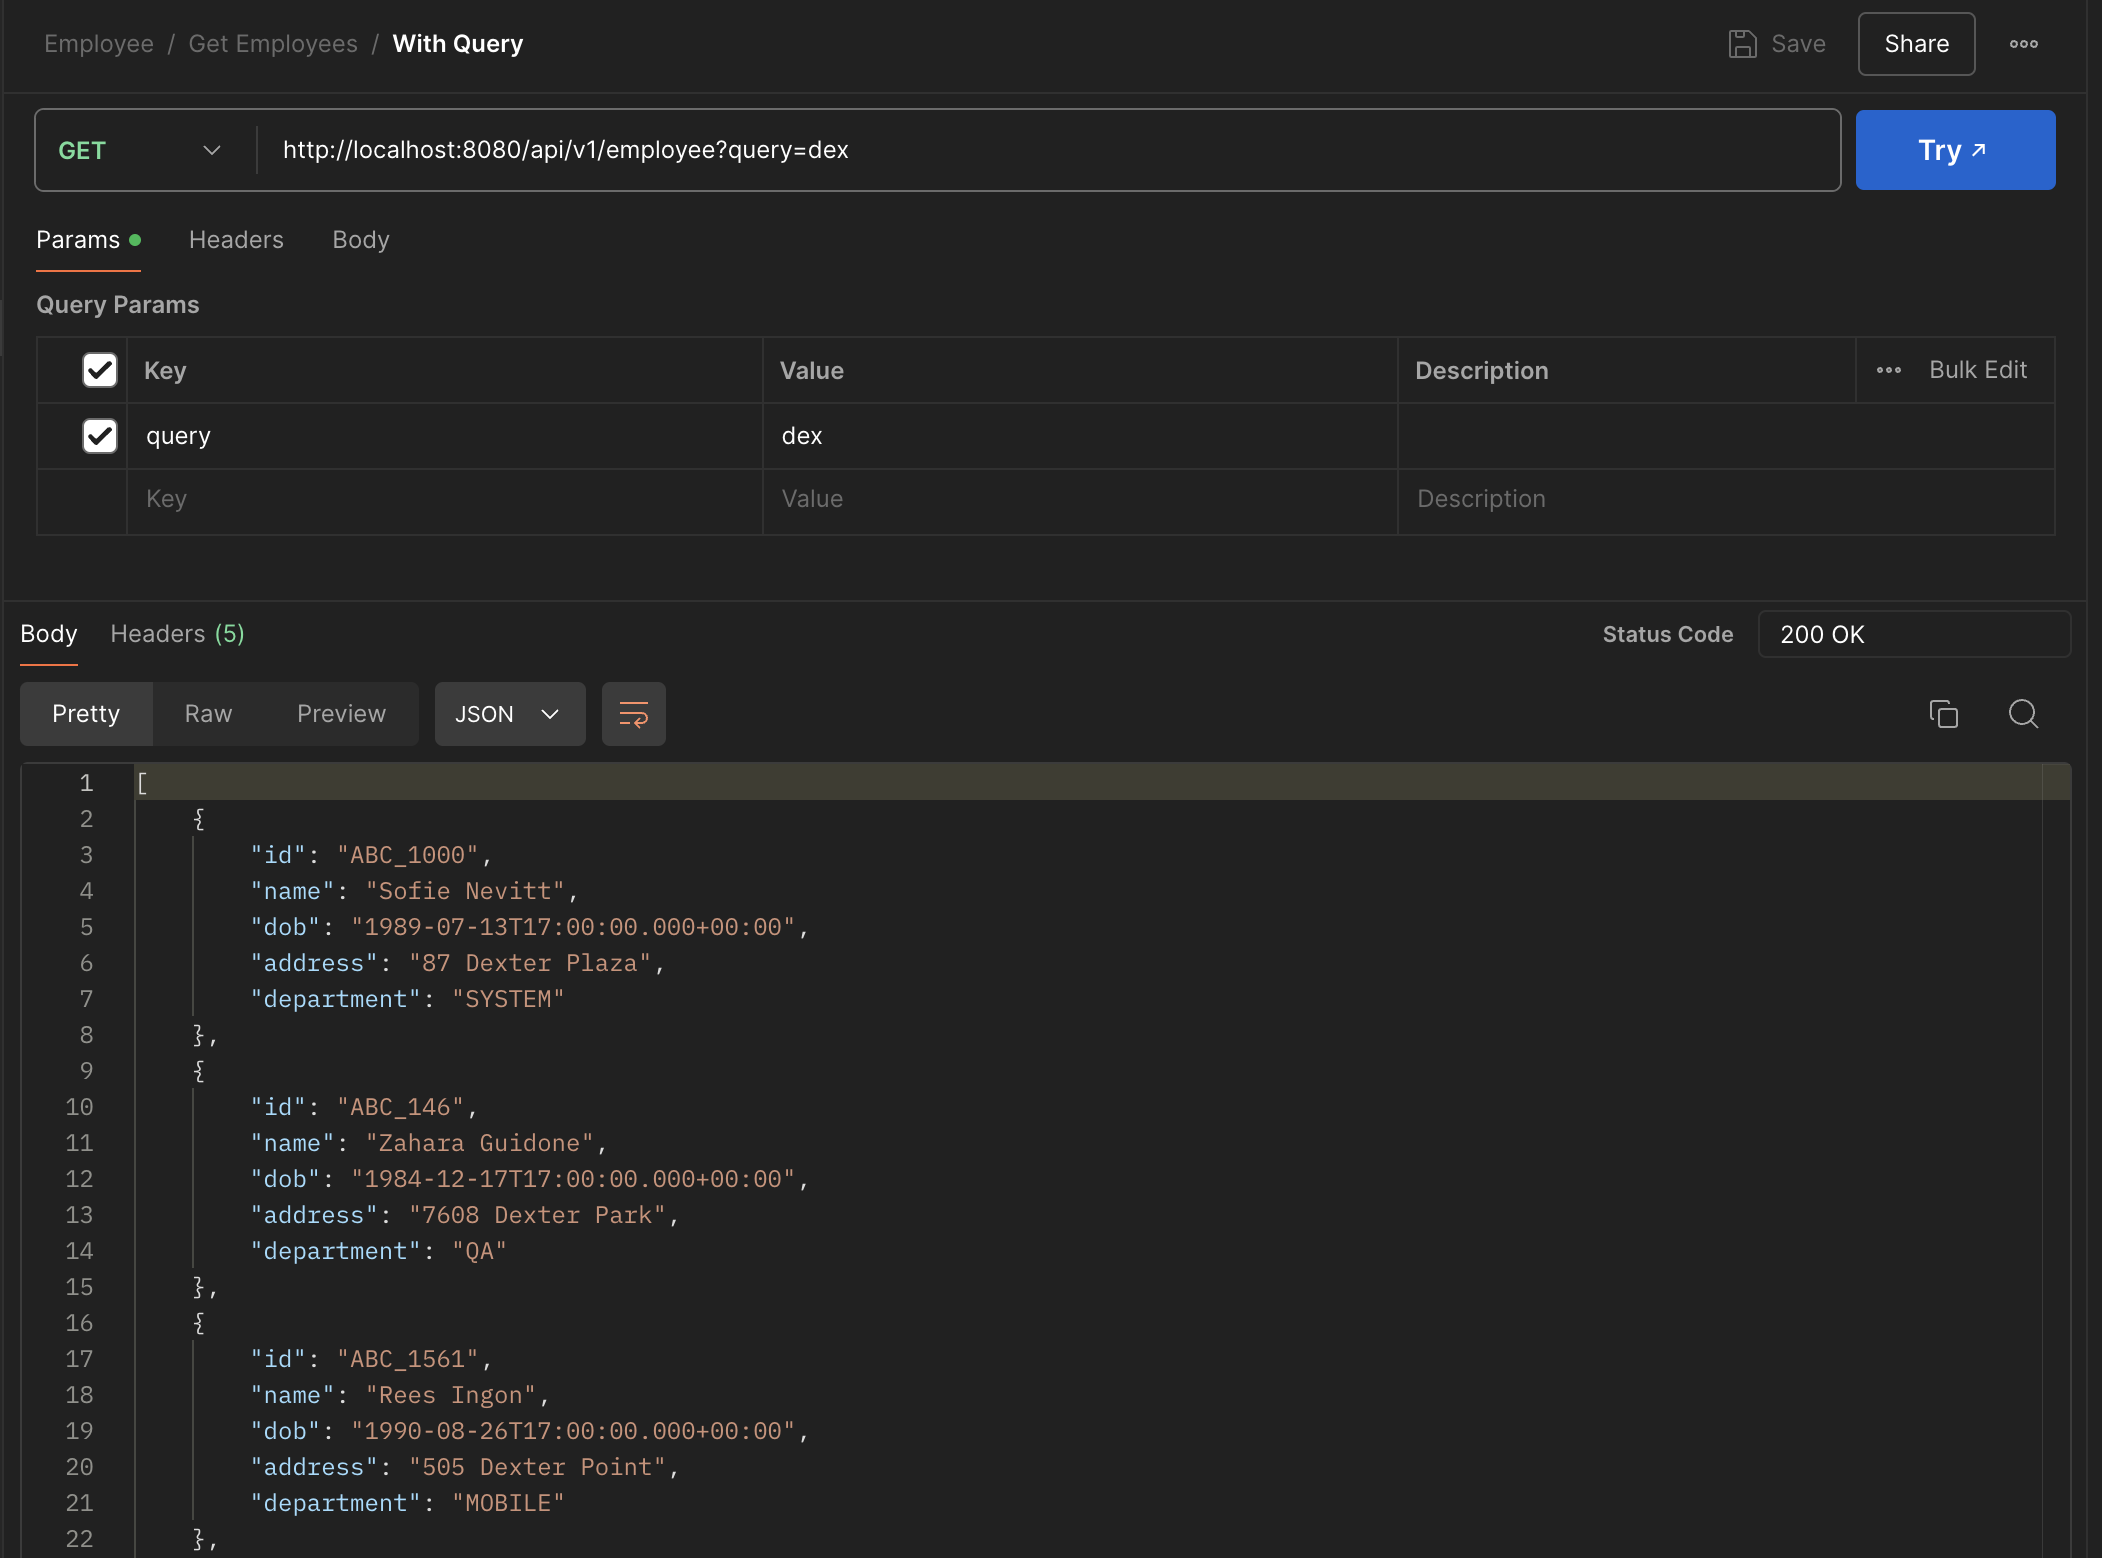 Employee / Get Employees / With Query
Save
Share
GET
http://localhost:8080/api/v1/employee?query=dex
Try
Params
Headers
Body
Query Params
Key
Value
Description
Bulk Edit
query
dex
Key
Value
Description
Body
Headers (5)
Status Code
200 OK
Pretty
Raw
Preview
JSON
1 [
2 {
3 "id": "ABC_1000",
4 "name": "Sofie Nevitt",
5 "dob": "1989-07-13T17:00:00.000+00:00",
6 "address": "87 Dexter Plaza",
7 "department": "SYSTEM"
8 },
9 {
10 "id": "ABC_146",
11 "name": "Zahara Guidone",
12 "dob": "1984-12-17T17:00:00.000+00:00",
13 "address": "7608 Dexter Park",
14 "department": "QA"
15 },
16 {
17 "id": "ABC_1561",
18 "name": "Rees Ingon",
19 "dob": "1990-08-26T17:00:00.000+00:00",
20 "address": "505 Dexter Point",
21 "department": "MOBILE"
22 },